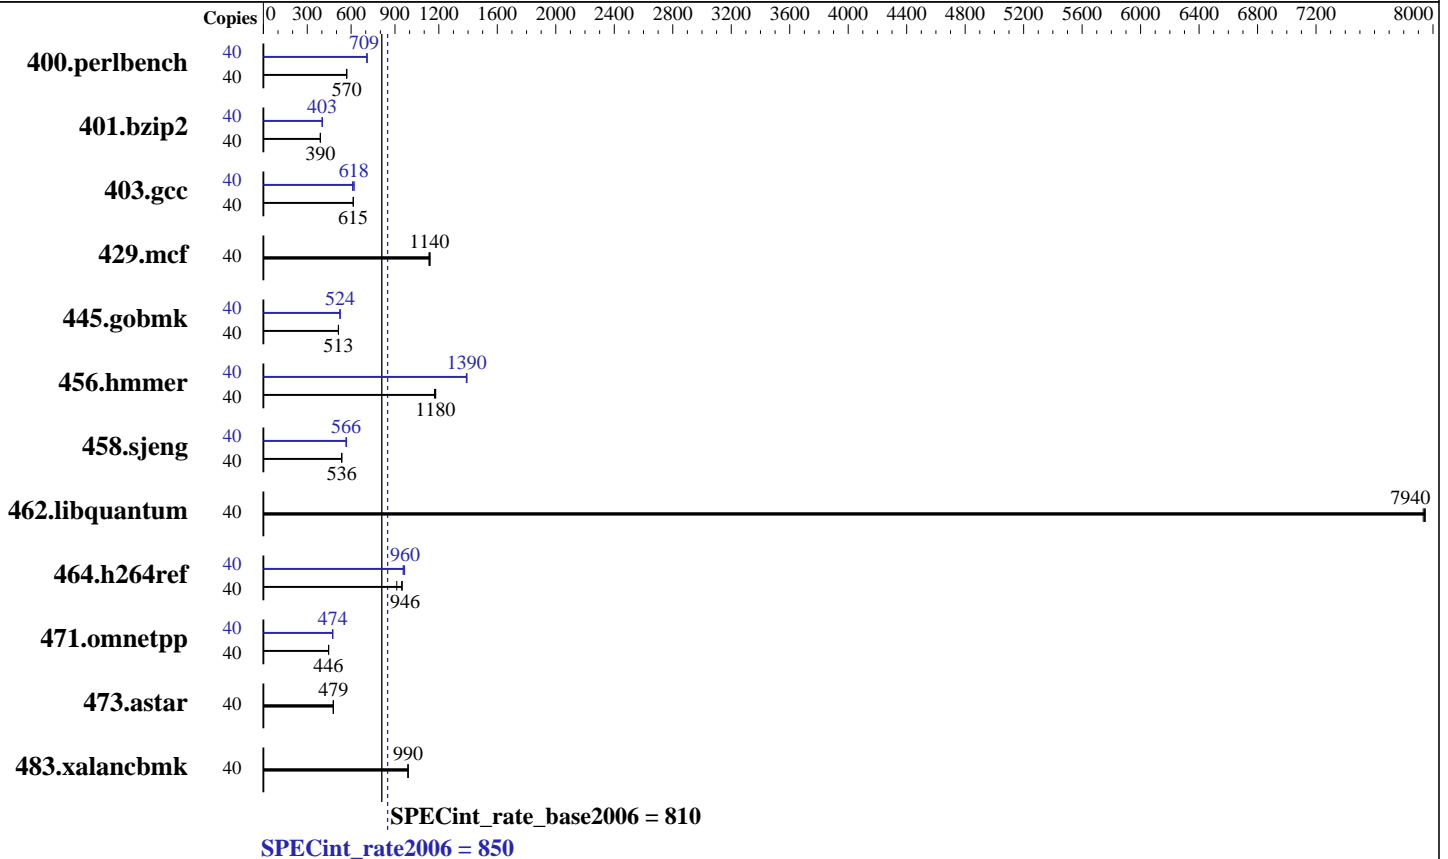 Copies 0 300 600 900 1200 1600 2000 2400 2800 3200 3600 4000 4400 4800 5200 5600 6000 6400 6800 7200 8000
400.perlbench 40 709
40 570
401.bzip2 40 403
40 390
403.gcc 40 618
40 615
429.mcf 40 1140
445.gobmk 40 524
40 513
456.hmmer 40 1390
40 1180
458.sjeng 40 566
40 536
462.libquantum 40 7940
464.h264ref 40 960
40 946
471.omnetpp 40 474
40 446
473.astar 40 479
483.xalancbmk 40 990
SPECint_rate_base2006 = 810
SPECint_rate2006 = 850